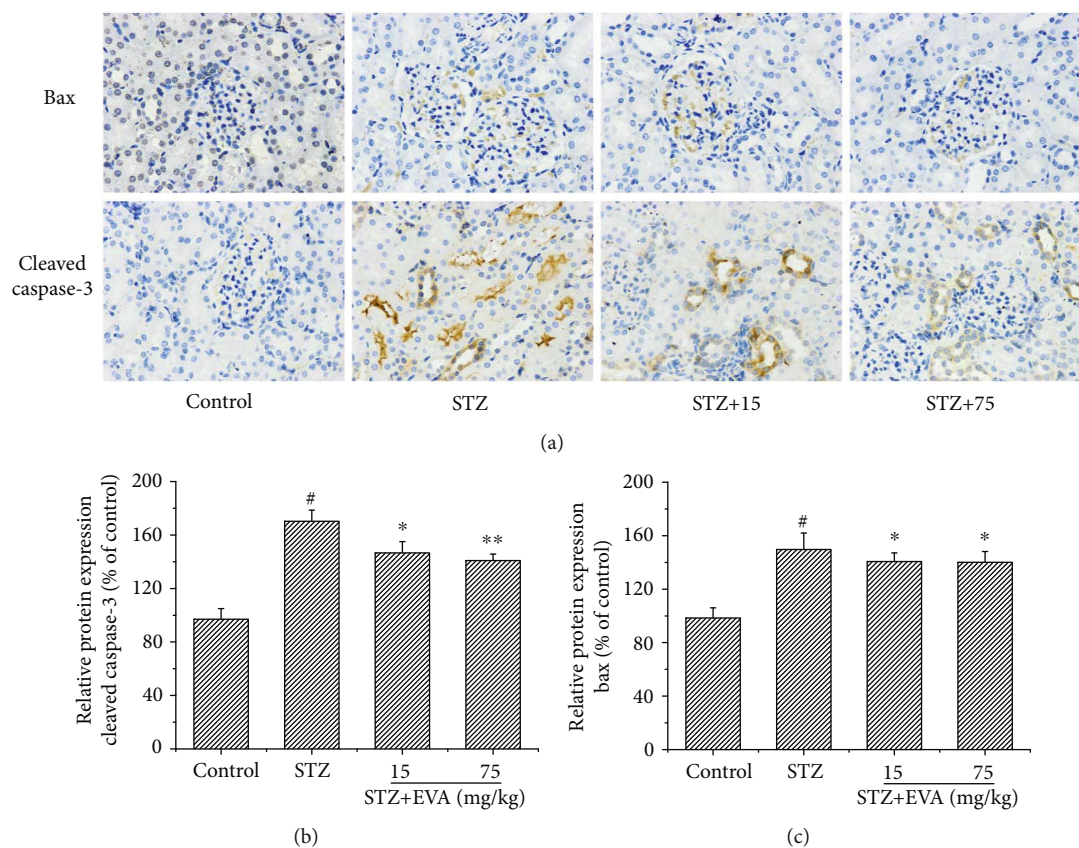 Bax
Cleaved
caspase-3
Control
STZ
STZ+15
STZ+75
(a)
Relative protein expression
cleaved caspase-3 (% of control)
200
160
120
80
40
0
#
*
**
Control
STZ
15
75
STZ+EVA (mg/kg)
(b)
Relative protein expression
bax (% of control)
200
160
120
80
40
0
#
*
*
Control
STZ
15
75
STZ+EVA (mg/kg)
(c)